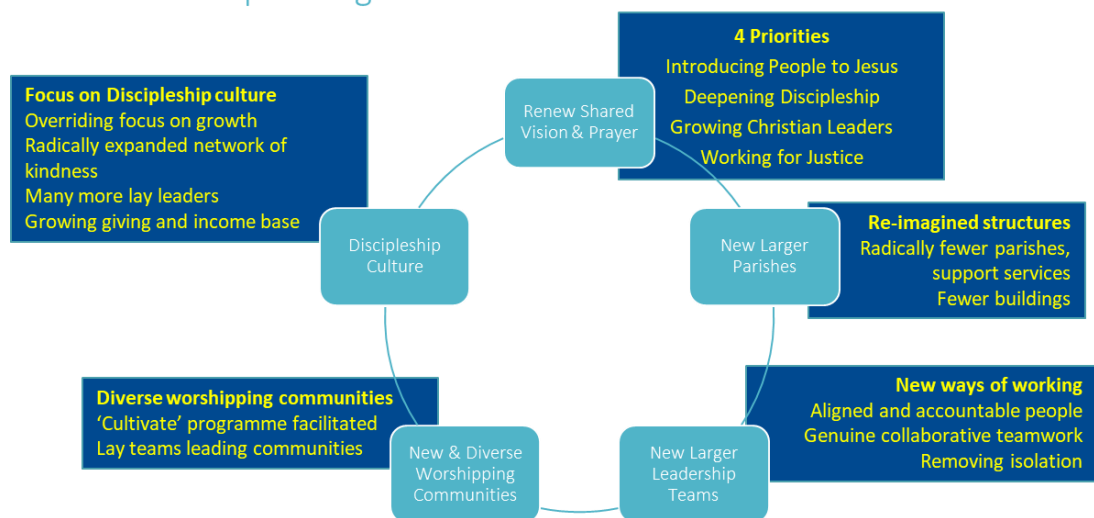 4 Priorities
Introducing People to Jesus
Deepening Discipleship
Growing Christian Leaders
Working for Justice
Focus on Discipleship culture
Overriding focus on growth
Radically expanded network of
kindness
Many more lay leaders
Growing giving and income base
Renew Shared
Vision & Prayer
Discipleship
Culture
New Larger
Parishes
Re-imagined structures
Radically fewer parishes,
support services
Fewer buildings
Diverse worshipping communities
‘Cultivate’ programme facilitated
Lay teams leading communities
New & Diverse
Worshipping
Communities
New Larger
Leadership
Teams
New ways of working
Aligned and accountable people
Genuine collaborative teamwork
Removing isolation